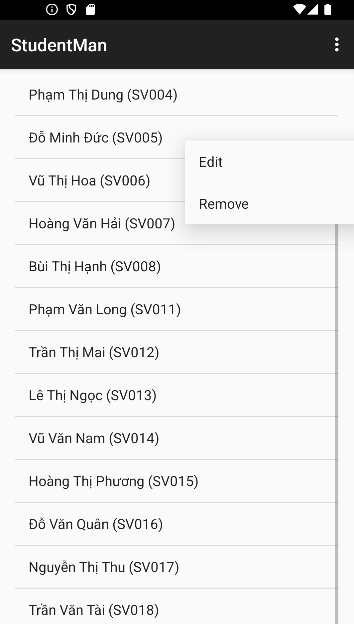 StudentMan
Phạm Thị Dung (SV004)
Đỗ Minh Đức (SV005)
Edit
Vũ Thị Hoa (SV006)
Remove
Hoàng Văn Hải (SV007)
Bùi Thị Hạnh (SV008)
Phạm Văn Long (SV011)
Trần Thị Mai (SV012)
Lê Thị Ngọc (SV013)
Vũ Văn Nam (SV014)
Hoàng Thị Phương (SV015)
Đỗ Văn Quân (SV016)
Nguyễn Thị Thu (SV017)
Trần Văn Tài (SV018)